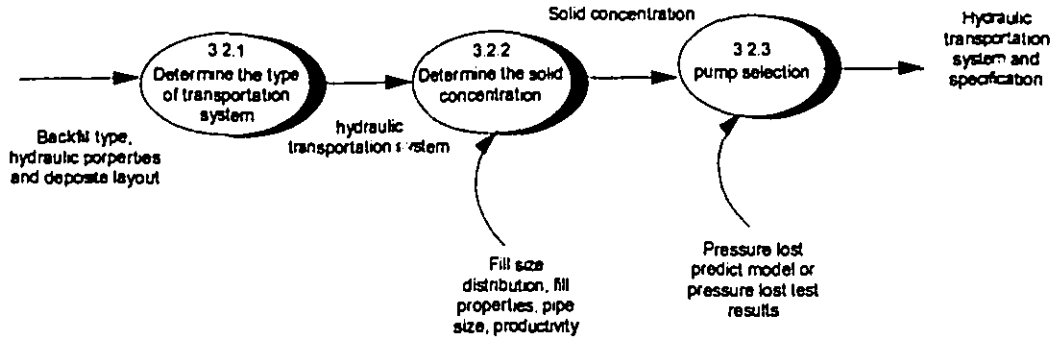 Solid concentration
Hydraulic
transportation
system and
specification
3.2.1
Determine the type
of transportation
system
3.2.2
Determine the solid
concentration
3.2.3
pump selection
Backfill type,
hydraulic porperties
and deposite layout
hydraulic
transportation system
Fill size
distribution, fill
properties, pipe
size, productivity
Pressure lost
predict model or
pressure lost test
results